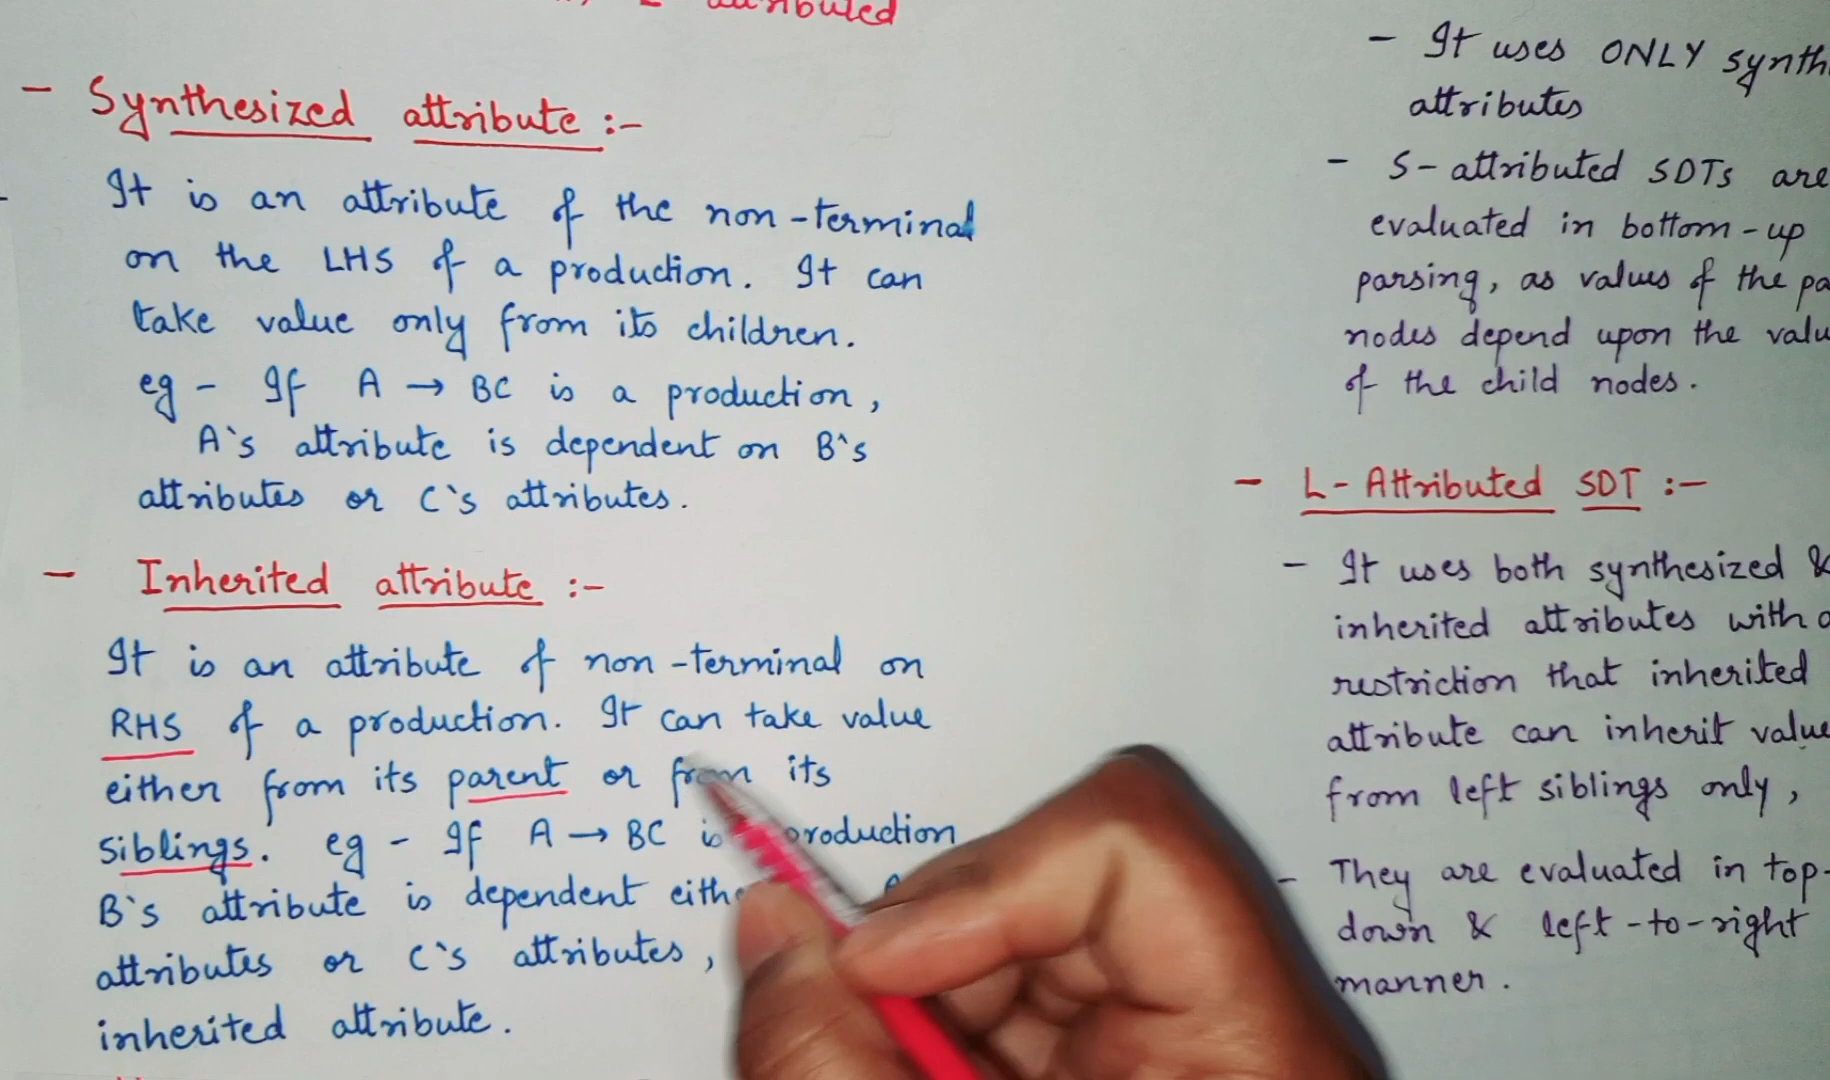 attributed
- Synthesized attribute :-
It is an attribute of the non-terminal
on the LHS of a production. It can
take value only from its children.
eg - If A → BC is a production,
A's attribute is dependent on B's
attributes or C's attributes.
- Inherited attribute :-
It is an attribute of non-terminal on
RHS of a production. It can take value
either from its parent or from its
siblings. eg - If A → BC is production
B's attribute is dependent
attributes or C's attributes,
inherited attribute.
- It uses ONLY
attributes
- S-attributed SDTs are
evaluated in bottom-up
parsing, as values of the
nodes depend upon the
of the child nodes.
- L-Attributed SDT :-
- It uses both synthesized &
inherited attributes with
restriction that inherited
attribute can inherit value
from left siblings only,
- They are evaluated in top-
down & left-to-right
manner.